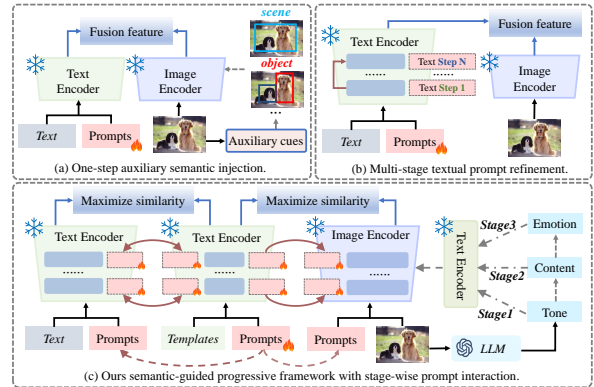 scene
Fusion feature
object
Text
Encoder
Image
Encoder
...
Text
Prompts
Auxiliary cues
(a) One-step auxiliary semantic injection.
Fusion feature
Text Encoder
Text Step N
......
......
Text Step 1
Image
Encoder
Text
Prompts
(b) Multi-stage textual prompt refinement.
Maximize similarity
Maximize similarity
Text Encoder
Text Encoder
Image Encoder
......
......
......
Text Encoder
Stage3
Emotion
Stage2
Content
Stage1
Tone
Text
Prompts
Templates
Prompts
Prompts
LLM
(c) Ours semantic-guided progressive framework with stage-wise prompt interaction.